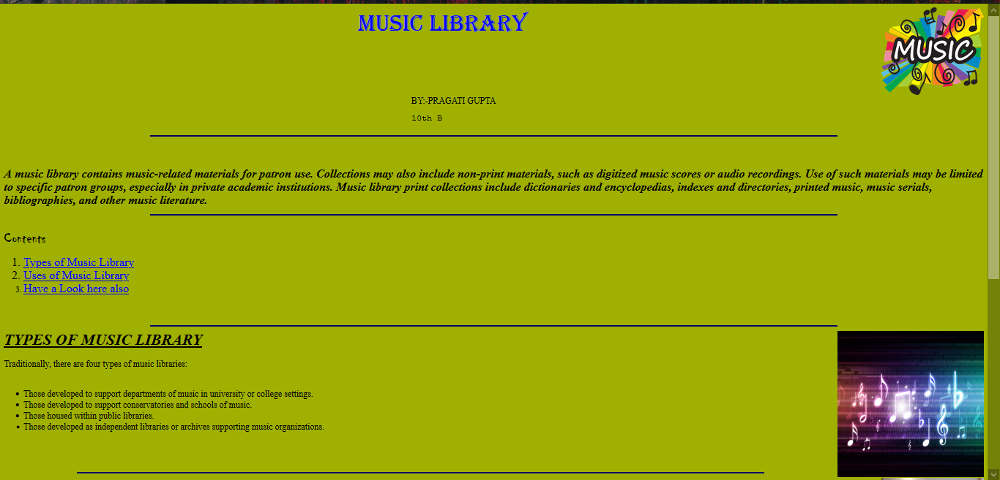 MUSIC LIBRARY
MUSIC
BY:-PRAGATI GUPTA
10th B
A music library contains music-related materials for patron use. Collections may also include non-print materials, such as digitized music scores or audio recordings. Use of such materials may be limited
to specific patron groups, especially in private academic institutions. Music library print collections include dictionaries and encyclopedias, indexes and directories, printed music, music serials,
bibliographies, and other music literature.
Contents
1. Types of Music Library
2. Uses of Music Library
3. Have a Look here also
TYPES OF MUSIC LIBRARY
Traditionally, there are four types of music libraries:
• Those developed to support departments of music in university or college settings.
• Those developed to support conservatories and schools of music.
• Those housed within public libraries.
• Those developed as independent libraries or archives supporting music organizations.